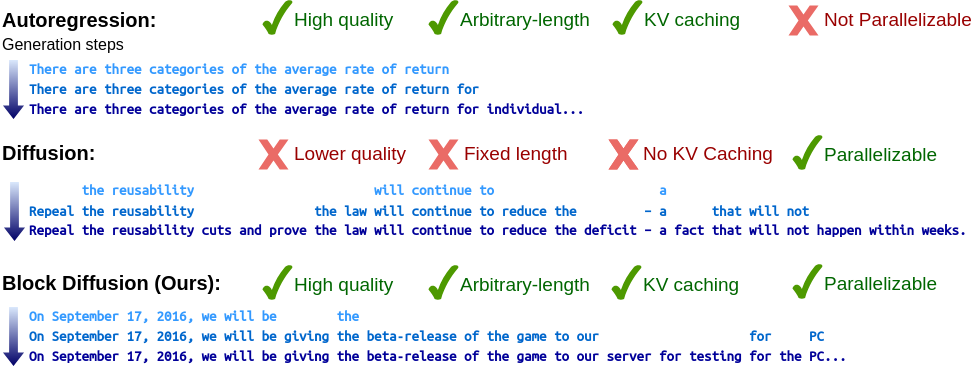 Autoregression: High quality Arbitrary-length KV caching Not Parallelizable
Generation steps
There are three categories of the average rate of return
There are three categories of the average rate of return for
There are three categories of the average rate of return for individual...
Diffusion: Lower quality Fixed length No KV Caching Parallelizable
the reusability will continue to a
Repeal the reusability the law will continue to reduce the – a that will not
Repeal the reusability cuts and prove the law will continue to reduce the deficit – a fact that will not happen within weeks.
Block Diffusion (Ours): High quality Arbitrary-length KV caching Parallelizable
On September 17, 2016, we will be the
On September 17, 2016, we will be giving the beta-release of the game to our for PC
On September 17, 2016, we will be giving the beta-release of the game to our server for testing for the PC...